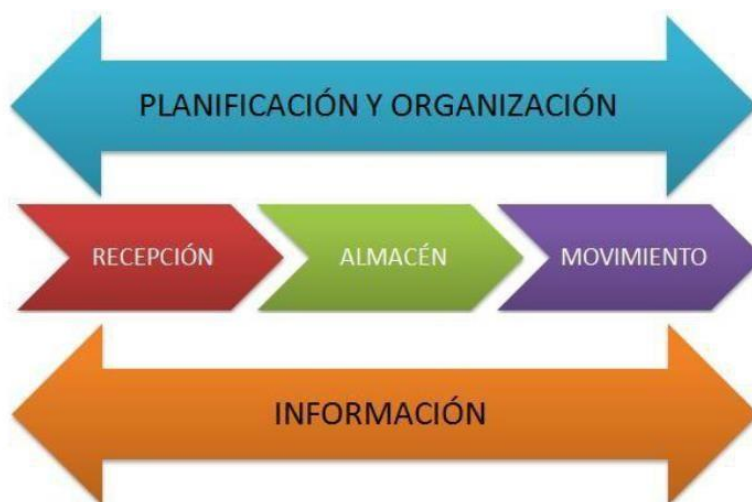 PLANIFICACIÓN Y ORGANIZACIÓN
RECEPCIÓN
ALMACÉN
MOVIMIENTO
INFORMACIÓN